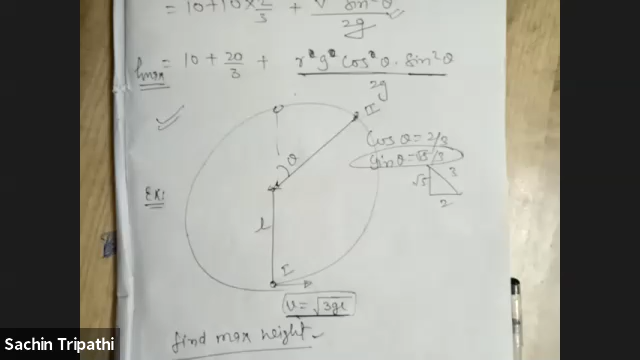 = 10 + 10 × 2/3 + v² sin²θ / 2g
hmax = 10 + 20/3 + r² g² cos² θ · sin² θ / 2g
II
Cos θ = 2/3
Sin θ = √5/3
θ
√5 3
2
EX:
l
I
u = √3gl
find max height
Sachin Tripathi